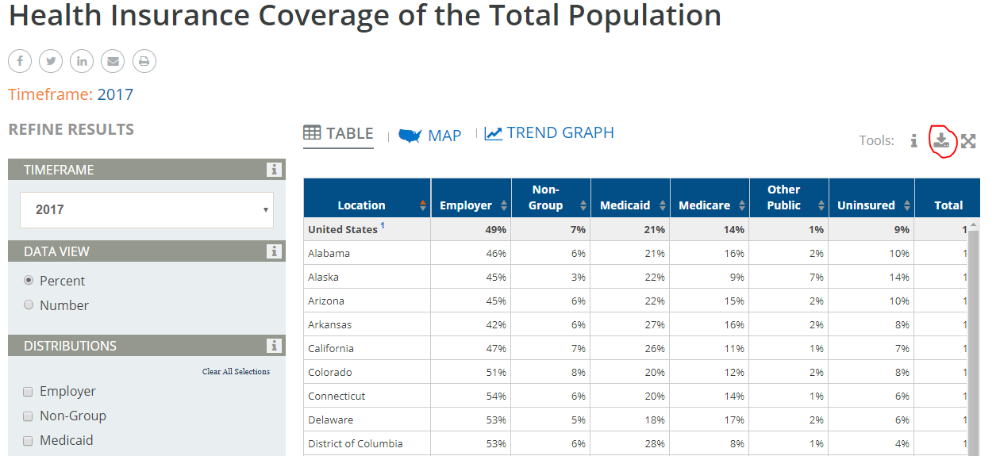 Health Insurance Coverage of the Total Population
Timeframe: 2017
REFINE RESULTS
TABLE | MAP | TREND GRAPH
Tools:
TIMEFRAME
2017
DATA VIEW
Percent
Number
DISTRIBUTIONS
Clear All Selections
Employer
Non-Group
Medicaid
Location Employer Non-Group Medicaid Medicare Other Public Uninsured Total
United States 1 49% 7% 21% 14% 1% 9% 1
Alabama 46% 6% 21% 16% 2% 10% 1
Alaska 45% 3% 22% 9% 7% 14% 1
Arizona 45% 6% 22% 15% 2% 10% 1
Arkansas 42% 6% 27% 16% 2% 8% 1
California 47% 7% 26% 11% 1% 7% 1
Colorado 51% 8% 20% 12% 2% 8% 1
Connecticut 54% 6% 20% 14% 1% 6% 1
Delaware 53% 5% 18% 17% 2% 6% 1
District of Columbia 53% 6% 28% 8% 1% 4% 1